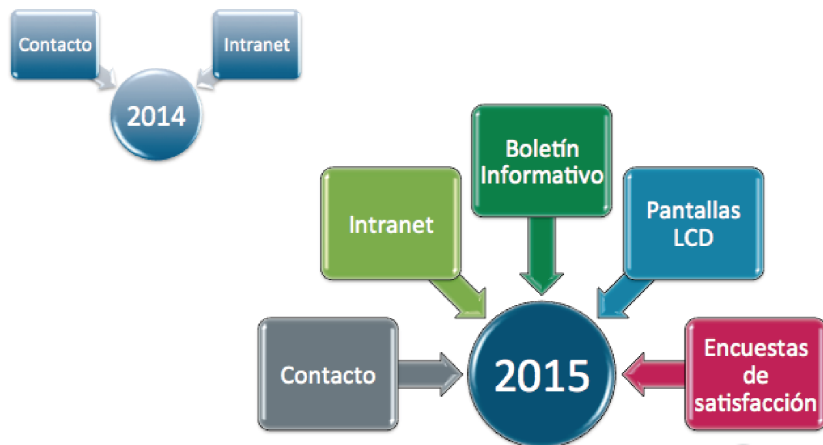 Contacto
Intranet
2014
Boletín
Informativo
Intranet
Pantallas
LCD
Contacto
2015
Encuestas
de
satisfacción